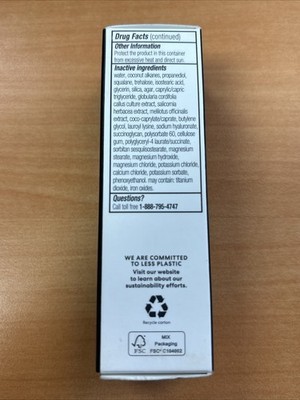 Drug Facts (continued)
Other Information
Protect the product in this container
from excessive heat and direct sun.
Inactive ingredients
water, coconut alkanes, propanediol,
squalane, trehalose, isostearic acid,
glycerin, silica, agar, caprylic/capric
triglyceride, globularia cordifolia
callus culture extract, salicornia
herbacea extract, melilotus officinalis
extract, coco-caprylate/caprate, butylene
glycol, lauroyl lysine, sodium hyaluronate,
succinoglycan, polysorbate 60, cellulose
gum, polyglyceryl-4 laurate/succinate,
sorbitan sesquiisostearate, magnesium
stearate, magnesium hydroxide,
magnesium chloride, potassium chloride,
calcium chloride, potassium sorbate,
phenoxyethanol. may contain: titanium
dioxide, iron oxides.
Questions?
Call toll free 1-888-795-4747
WE ARE COMMITTED
TO LESS PLASTIC
Visit our website
to learn about our
sustainability efforts.
Recycle carton
FSC
MIX
Packaging
FSC® C194862